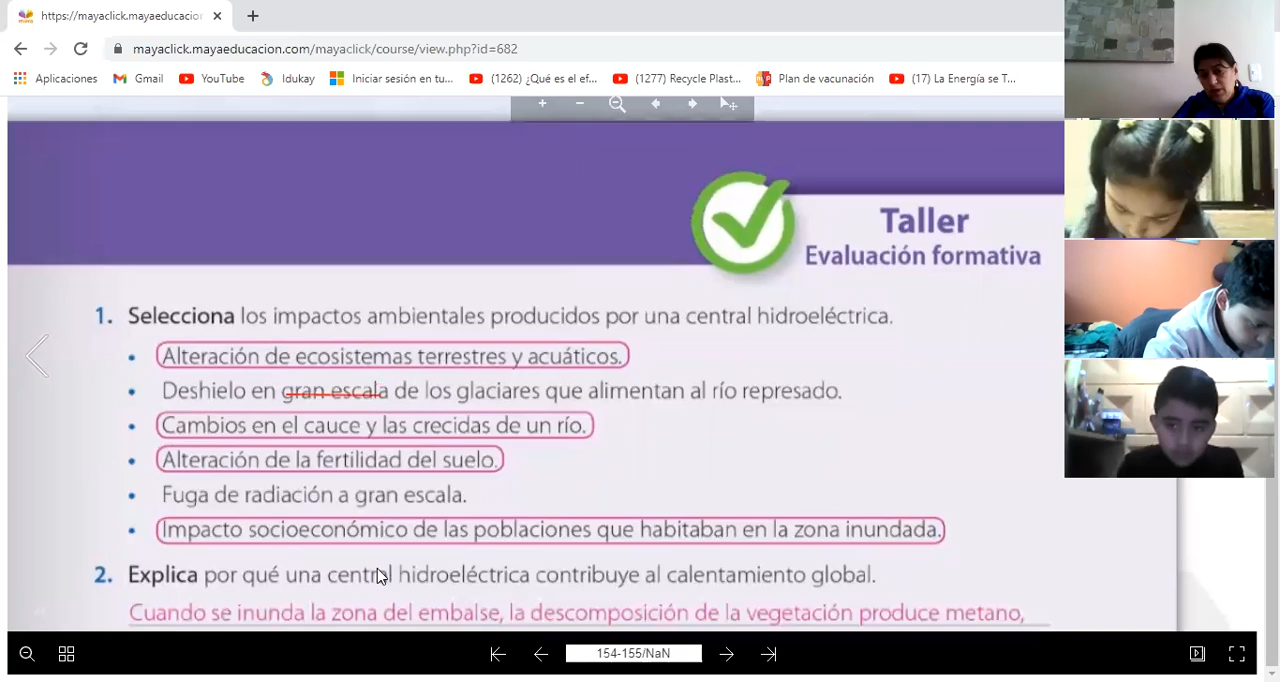 https://mayaclick.mayaeducacion
mayaclick.mayaeducacion.com/mayaclick/course/view.php?id=682
Aplicaciones Gmail YouTube Idukay Iniciar sesión en tu... (1262) ¿Qué es el ef... (1277) Recycle Plast... Plan de vacunación (17) La Energía se T...
Taller
Evaluación formativa
1. Selecciona los impactos ambientales producidos por una central hidroeléctrica.
• Alteración de ecosistemas terrestres y acuáticos.
• Deshielo en gran escala de los glaciares que alimentan al río represado.
• Cambios en el cauce y las crecidas de un río.
• Alteración de la fertilidad del suelo.
• Fuga de radiación a gran escala.
• Impacto socioeconómico de las poblaciones que habitaban en la zona inundada.
2. Explica por qué una central hidroeléctrica contribuye al calentamiento global.
Cuando se inunda la zona del embalse, la descomposición de la vegetación produce metano,
154-155/NaN